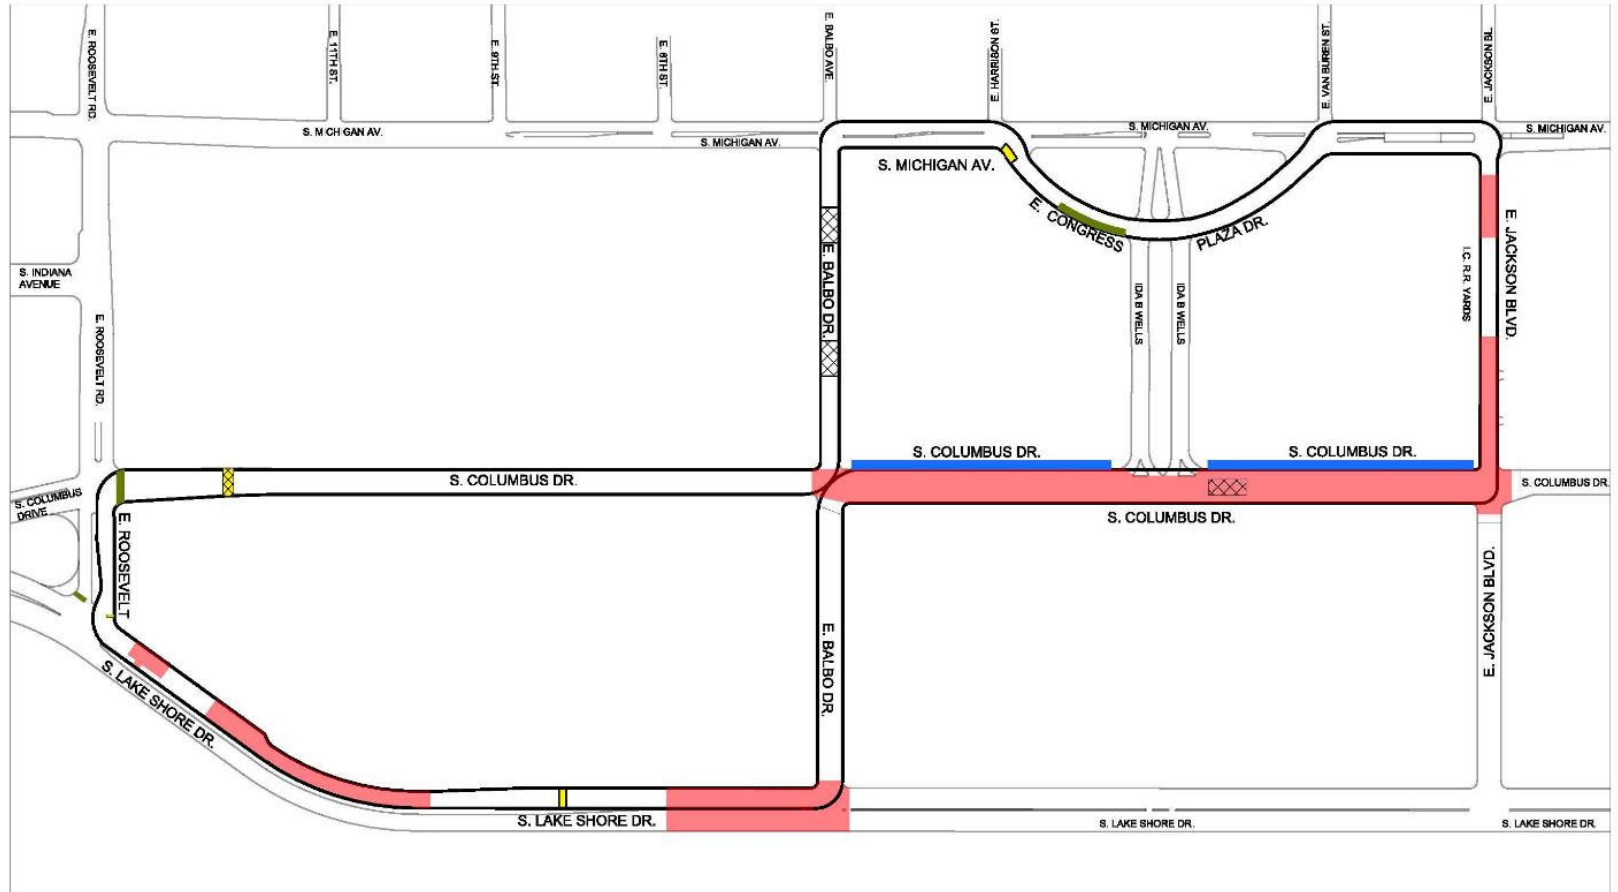 E. ROOSEVELT RD.
E. 11TH ST.
E. 9TH ST.
E. 8TH ST.
E. BALBO AVE.
E. HARRISON ST.
E. VAN BUREN ST.
E. JACKSON BL.
S. MICHIGAN AV.
S. MICHIGAN AV.
S. MICHIGAN AV.
S. MICHIGAN AV.
S. MICHIGAN AV.
E. CONGRESS
PLAZA DR.
E. JACKSON BLVD.
I.C. R.R. YARDS
IDA B WELLS
IDA B WELLS
E. BALBO DR.
S. INDIANA
AVENUE
E. ROOSEVELT RD.
S. COLUMBUS DR.
S. COLUMBUS DR.
S. COLUMBUS DR.
S. COLUMBUS DR.
S. COLUMBUS
DRIVE
S. COLUMBUS DR.
E. ROOSEVELT
E. JACKSON BLVD.
E. BALBO DR.
S. LAKE SHORE DR.
S. LAKE SHORE DR.
S. LAKE SHORE DR.
S. LAKE SHORE DR.